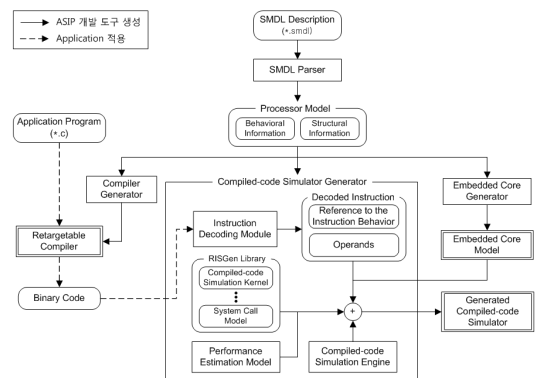 ASIP 개발 도구 생성
Application 적용
SMDL Description
(*.smdl)
SMDL Parser
Processor Model
Behavioral
Information
Structural
Information
Application Program
(*.c)
Compiler
Generator
Compiled-code Simulator Generator
Embedded Core
Generator
Decoded Instruction
Reference to the
Instruction Behavior
Operands
Instruction
Decoding Module
Retargetable
Compiler
Embedded Core
Model
RISGen Library
Compiled-code
Simulation Kernel
System Call
Model
Binary Code
+
Generated
Compiled-code
Simulator
Performance
Estimation Model
Compiled-code
Simulation Engine